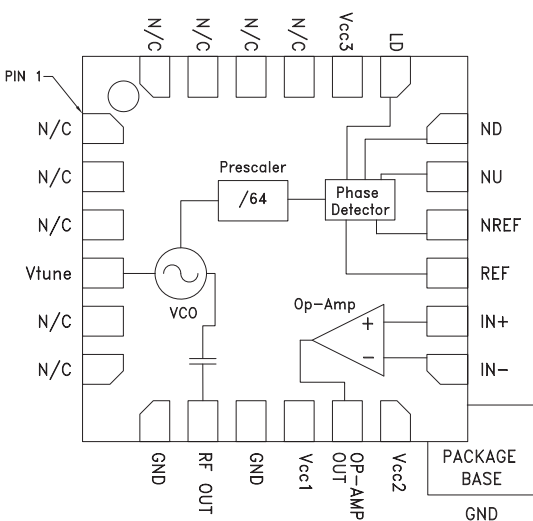 N/C
N/C
N/C
N/C
Vcc3
LD
PIN 1
N/C
N/C
N/C
Vtune
N/C
N/C
ND
NU
NREF
REF
IN+
IN-
Prescaler
/64
Phase
Detector
VCO
Op-Amp
+
−
GND
RF OUT
GND
Vcc1
OP-AMP
OUT
Vcc2
PACKAGE
BASE
GND